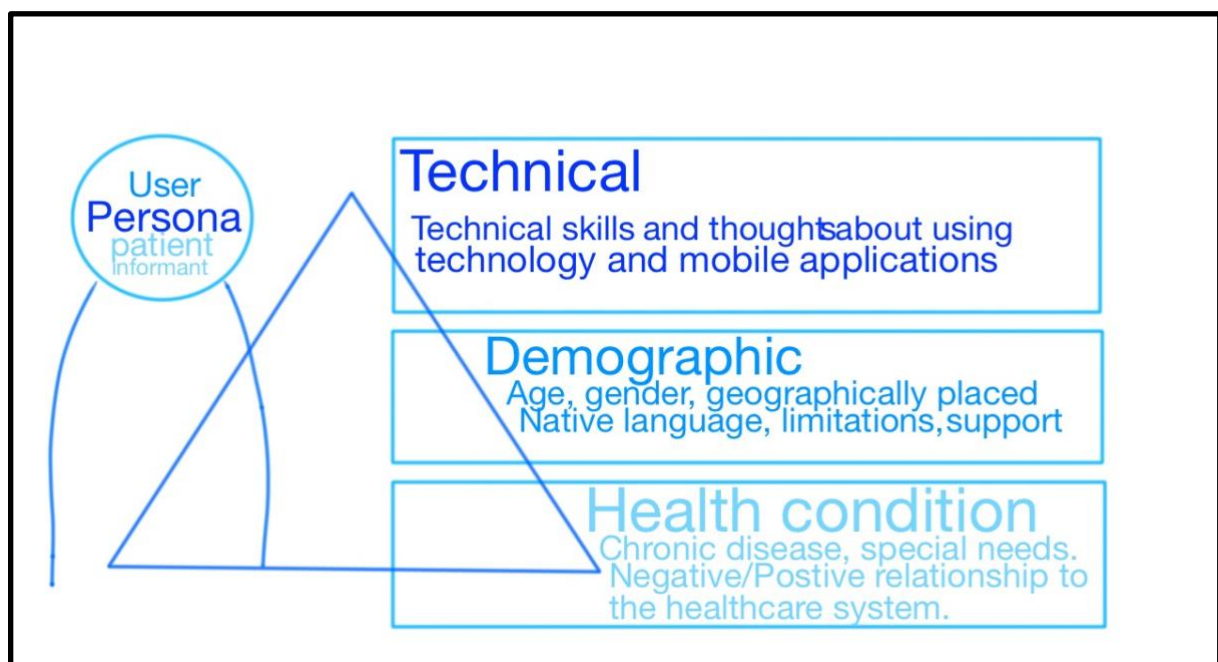 User
Persona
patient
informant
Technical
Technical skills and thoughtsabout using
technology and mobile applications
Demographic
Age, gender, geographically placed
Native language, limitations,support
Health condition
Chronic disease, special needs.
Negative/Postive relationship to
the healthcare system.